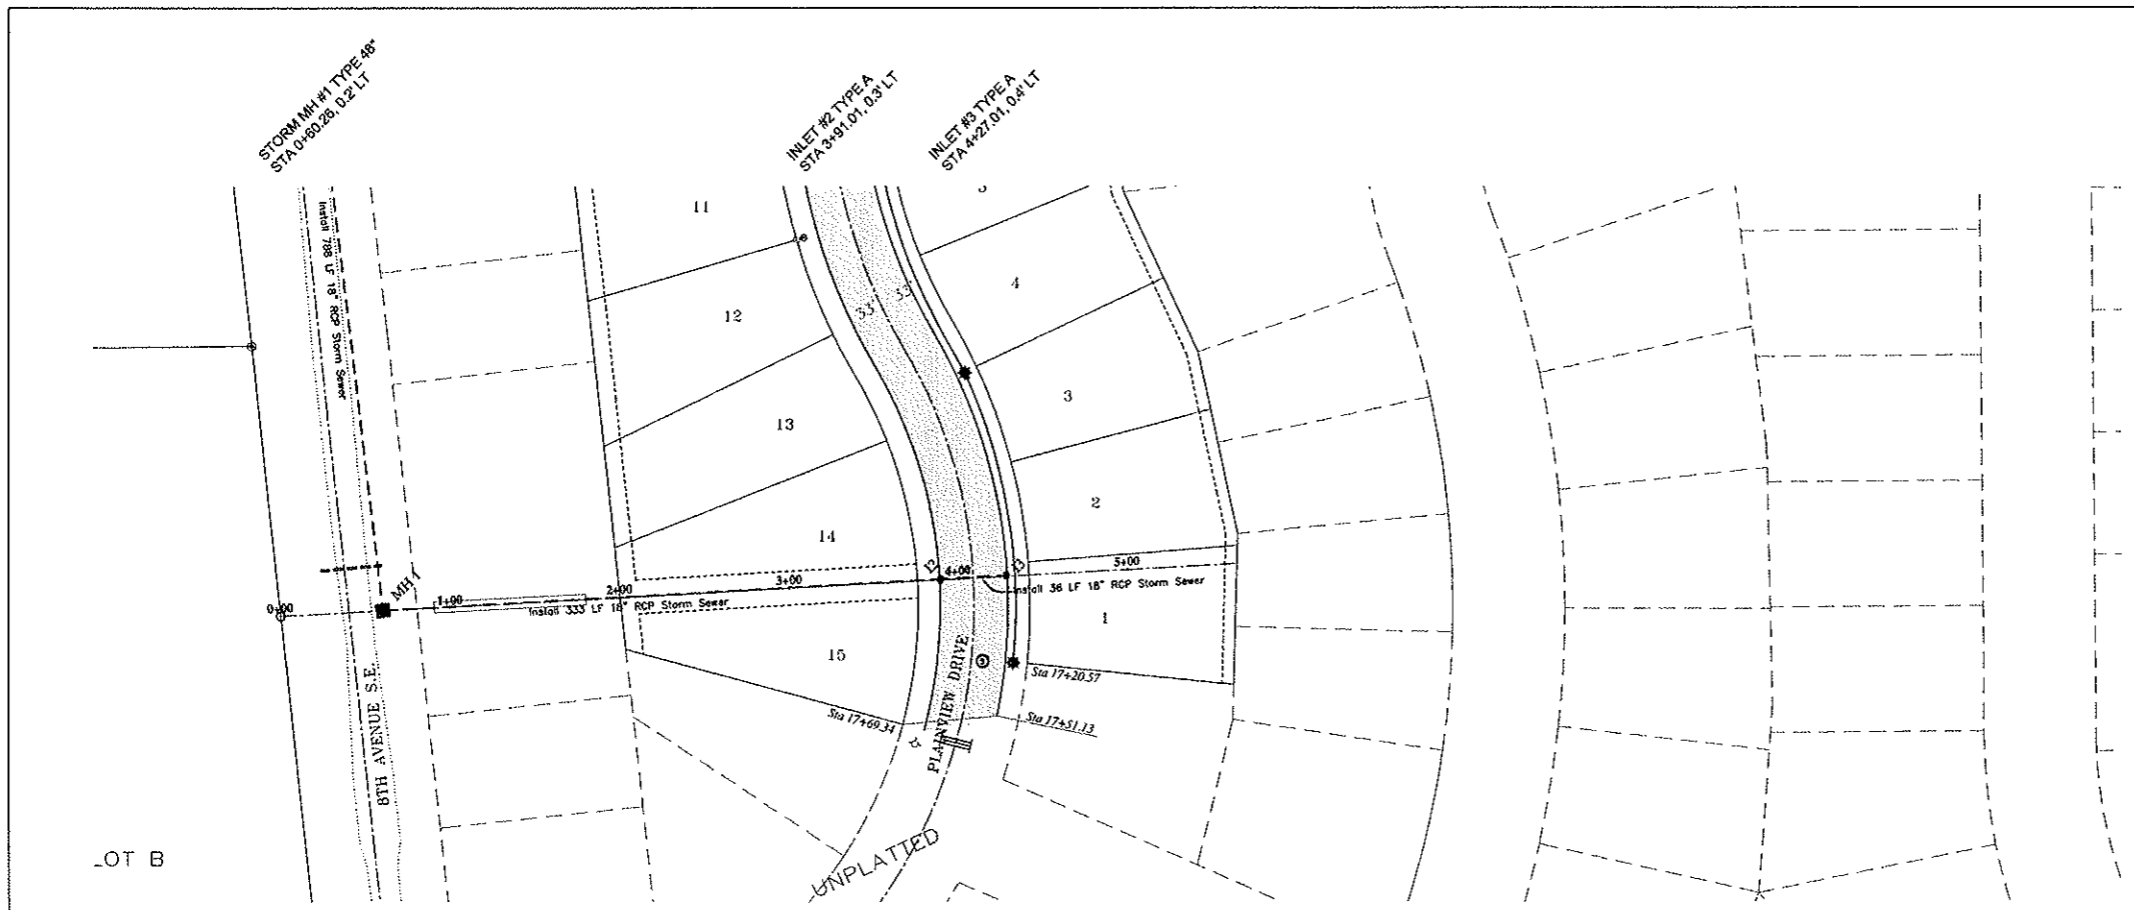 STORM MH #1 TYPE 48"
STA 0+60.26, 0.2' LT
INLET #2 TYPE A
STA 3+91.01, 0.3' LT
INLET #3 TYPE A
STA 4+27.01, 0.4' LT
Install 788 LF 18" RCP Storm Sewer
11
12
13
14
15
33'
33'
4
3
2
1
12
13
0+00
MH 1
1+00
2+00
3+00
4+00
5+00
Install 333 LF 18" RCP Storm Sewer
Install 36 LF 18" RCP Storm Sewer
8TH AVENUE S.E.
PLAINVIEW DRIVE
Sta 17+20.57
Sta 17+69.34
Sta 17+51.13
UNPLATTED
OT B